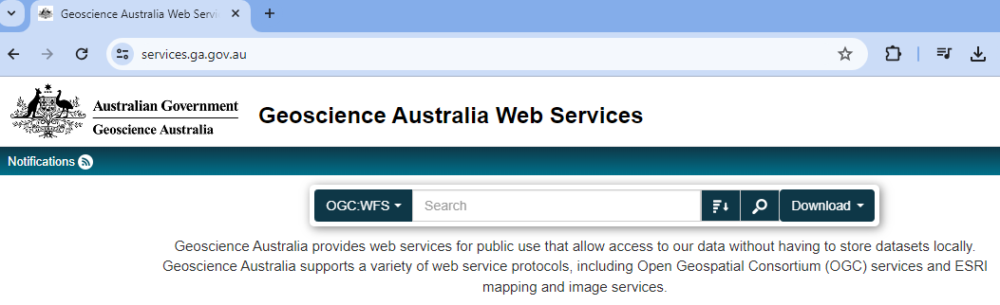 Geoscience Australia Web Servi
services.ga.gov.au
Australian Government
Geoscience Australia
Geoscience Australia Web Services
Notifications
OGC:WFS
Search
Download
Geoscience Australia provides web services for public use that allow access to our data without having to store datasets locally.
Geoscience Australia supports a variety of web service protocols, including Open Geospatial Consortium (OGC) services and ESRI
mapping and image services.